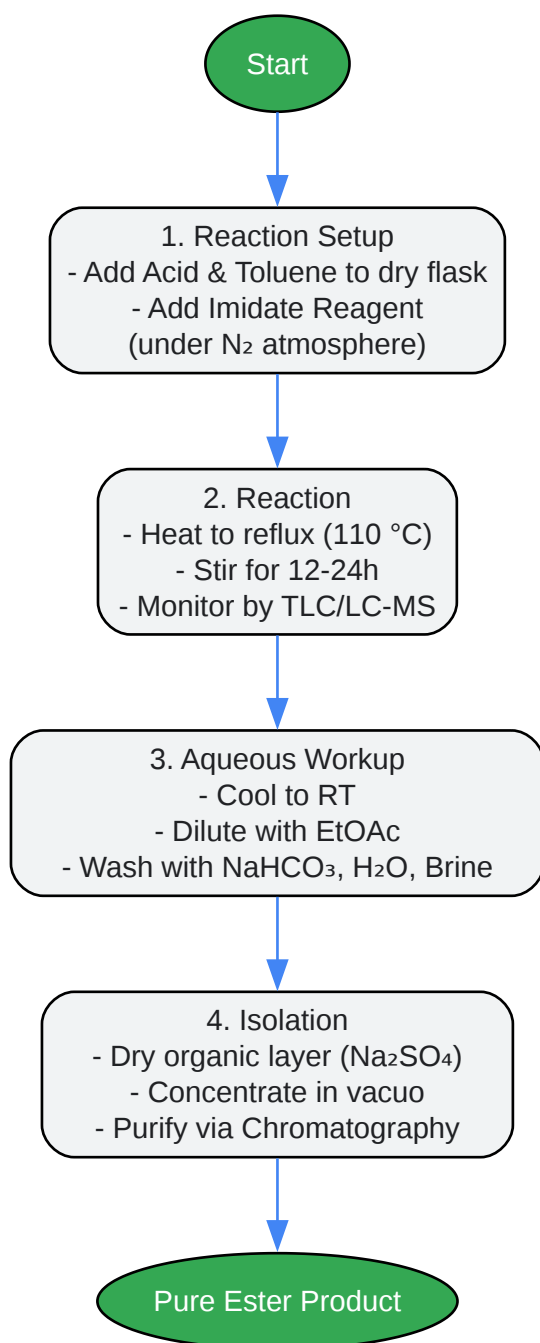 Start
1. Reaction Setup
- Add Acid & Toluene to dry flask
- Add Imidate Reagent
(under N₂ atmosphere)
2. Reaction
- Heat to reflux (110 °C)
- Stir for 12-24h
- Monitor by TLC/LC-MS
3. Aqueous Workup
- Cool to RT
- Dilute with EtOAc
- Wash with NaHCO₃, H₂O, Brine
4. Isolation
- Dry organic layer (Na₂SO₄)
- Concentrate in vacuo
- Purify via Chromatography
Pure Ester Product